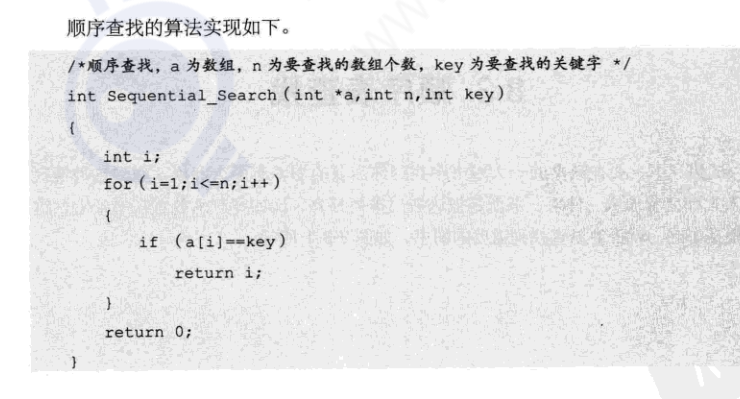 顺序查找的算法实现如下。
/*顺序查找，a 为数组，n 为要查找的数组个数，key 为要查找的关键字 */
int Sequential_Search(int *a,int n,int key)
{
int i;
for(i=1;i<=n;i++)
{
if (a[i]==key)
return i;
}
return 0;
}